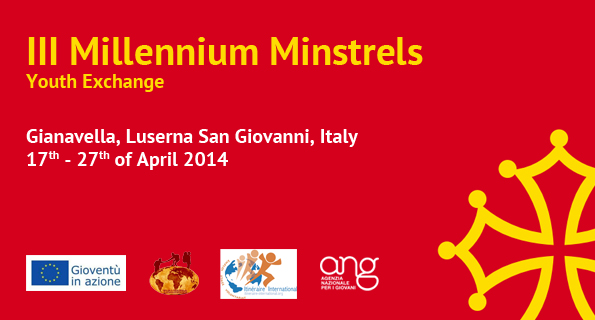 III Millennium Minstrels
Youth Exchange
Gianavella, Luserna San Giovanni, Italy
17th - 27th of April 2014
Gioventù
in azione
Itinéraire International
ang
AGENZIA
NAZIONALE
PER I GIOVANI